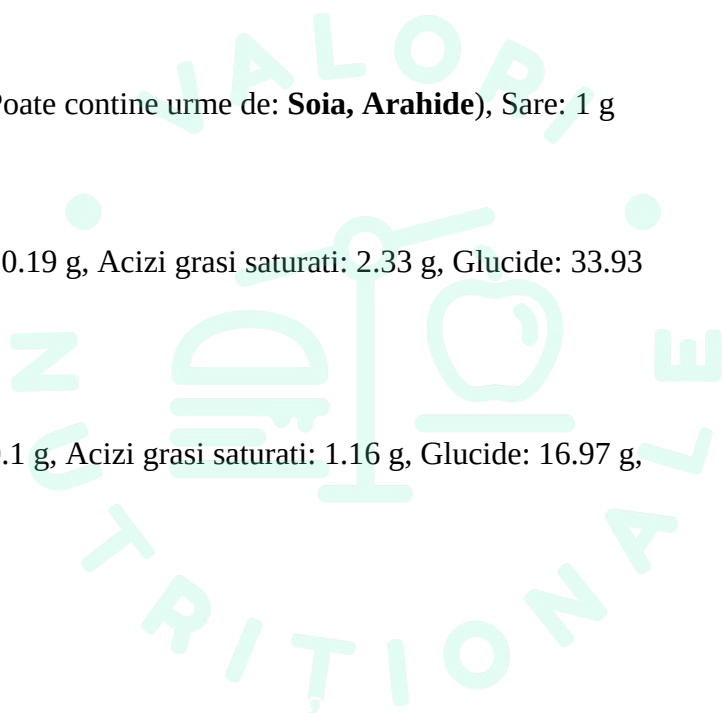 Poate contine urme de: Soia, Arahide), Sare: 1 g
0.19 g, Acizi grasi saturati: 2.33 g, Glucide: 33.93
.1 g, Acizi grasi saturati: 1.16 g, Glucide: 16.97 g,
VALORI NUTRITIONALE